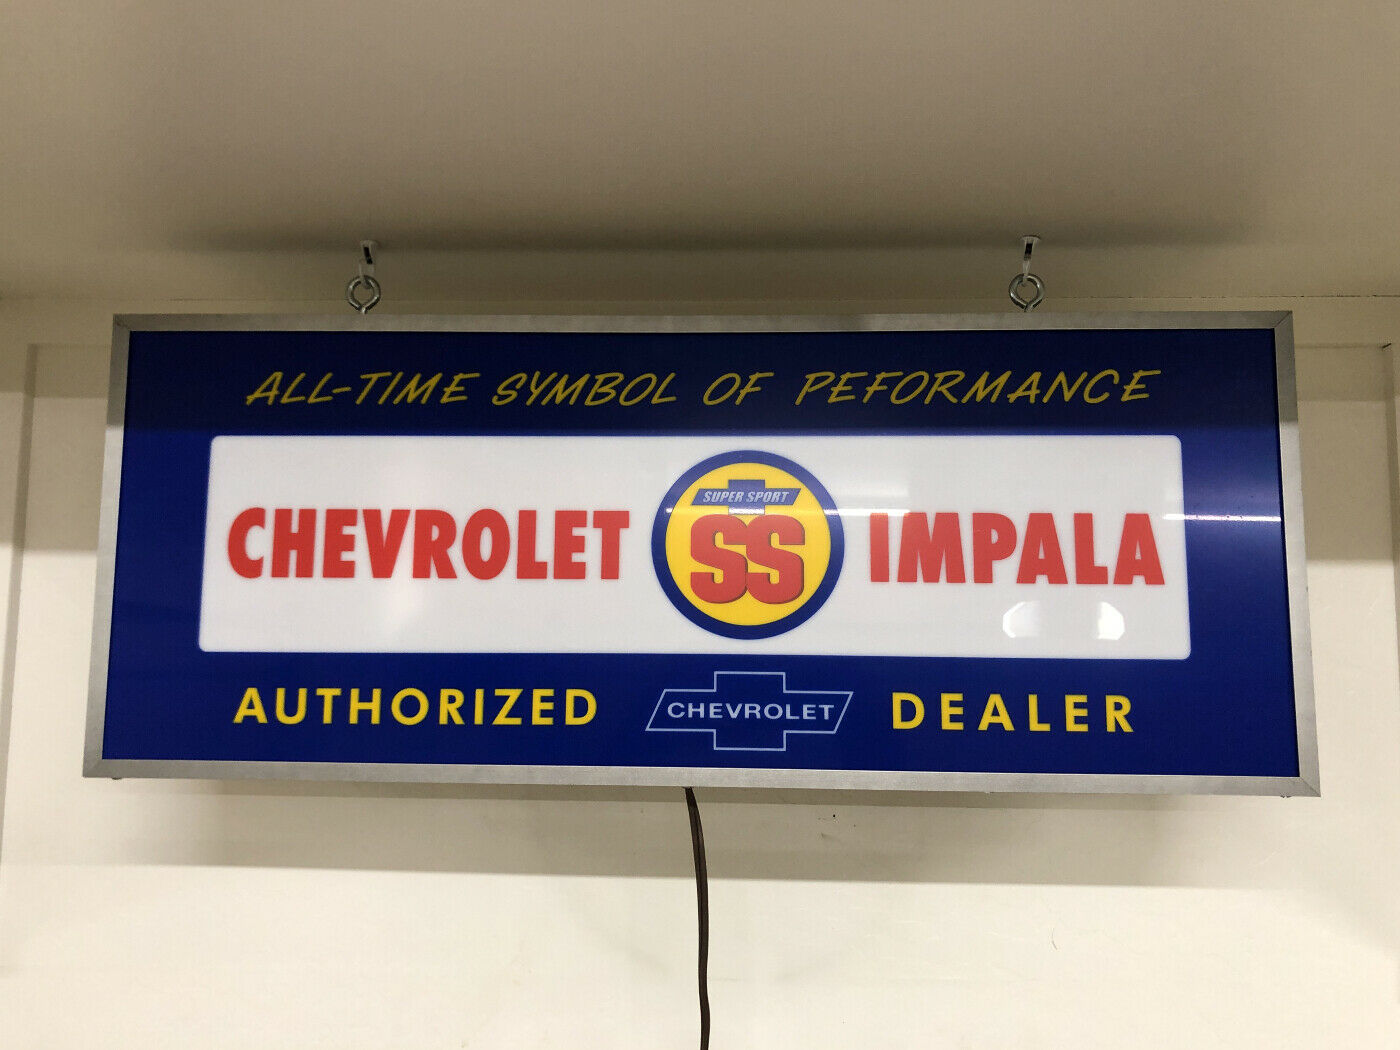 ALL-TIME SYMBOL OF PEFORMANCE
CHEVROLET SUPER SPORT SS IMPALA
AUTHORIZED CHEVROLET DEALER